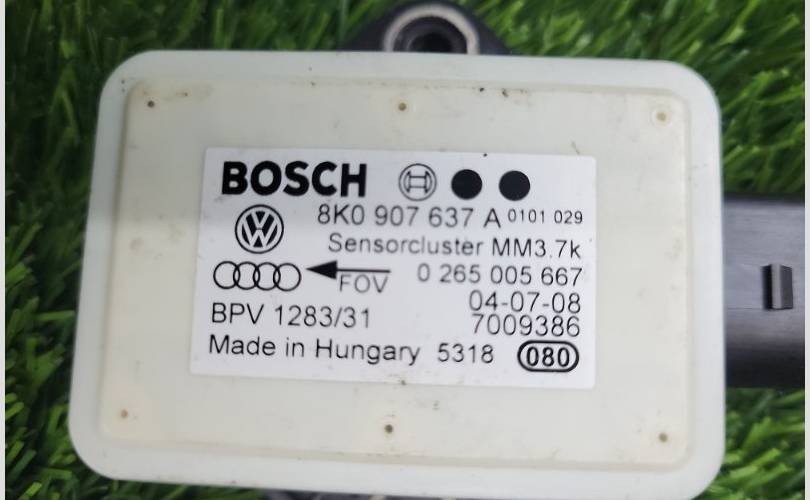 BOSCH
8K0 907 637 A 0101 029
Sensorcluster MM3.7k
FOV 0 265 005 667
04-07-08
BPV 1283/31 7009386
Made in Hungary 5318 080